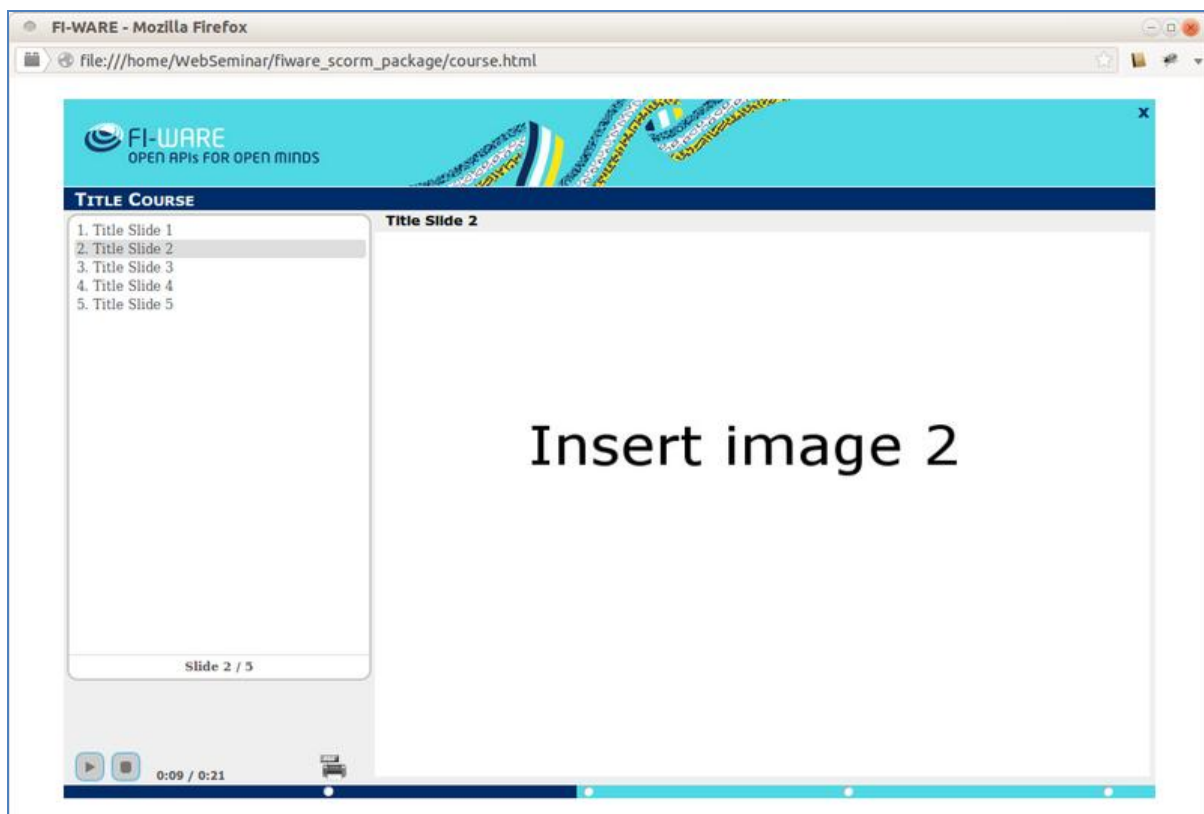 FI-WARE - Mozilla Firefox
file:///home/WebSeminar/fiware_scorm_package/course.html
x
FI-WARE
OPEN APIs FOR OPEN MINDS
TITLE COURSE
1. Title Slide 1
2. Title Slide 2
3. Title Slide 3
4. Title Slide 4
5. Title Slide 5
Slide 2 / 5
0:09 / 0:21
Title Slide 2
Insert image 2